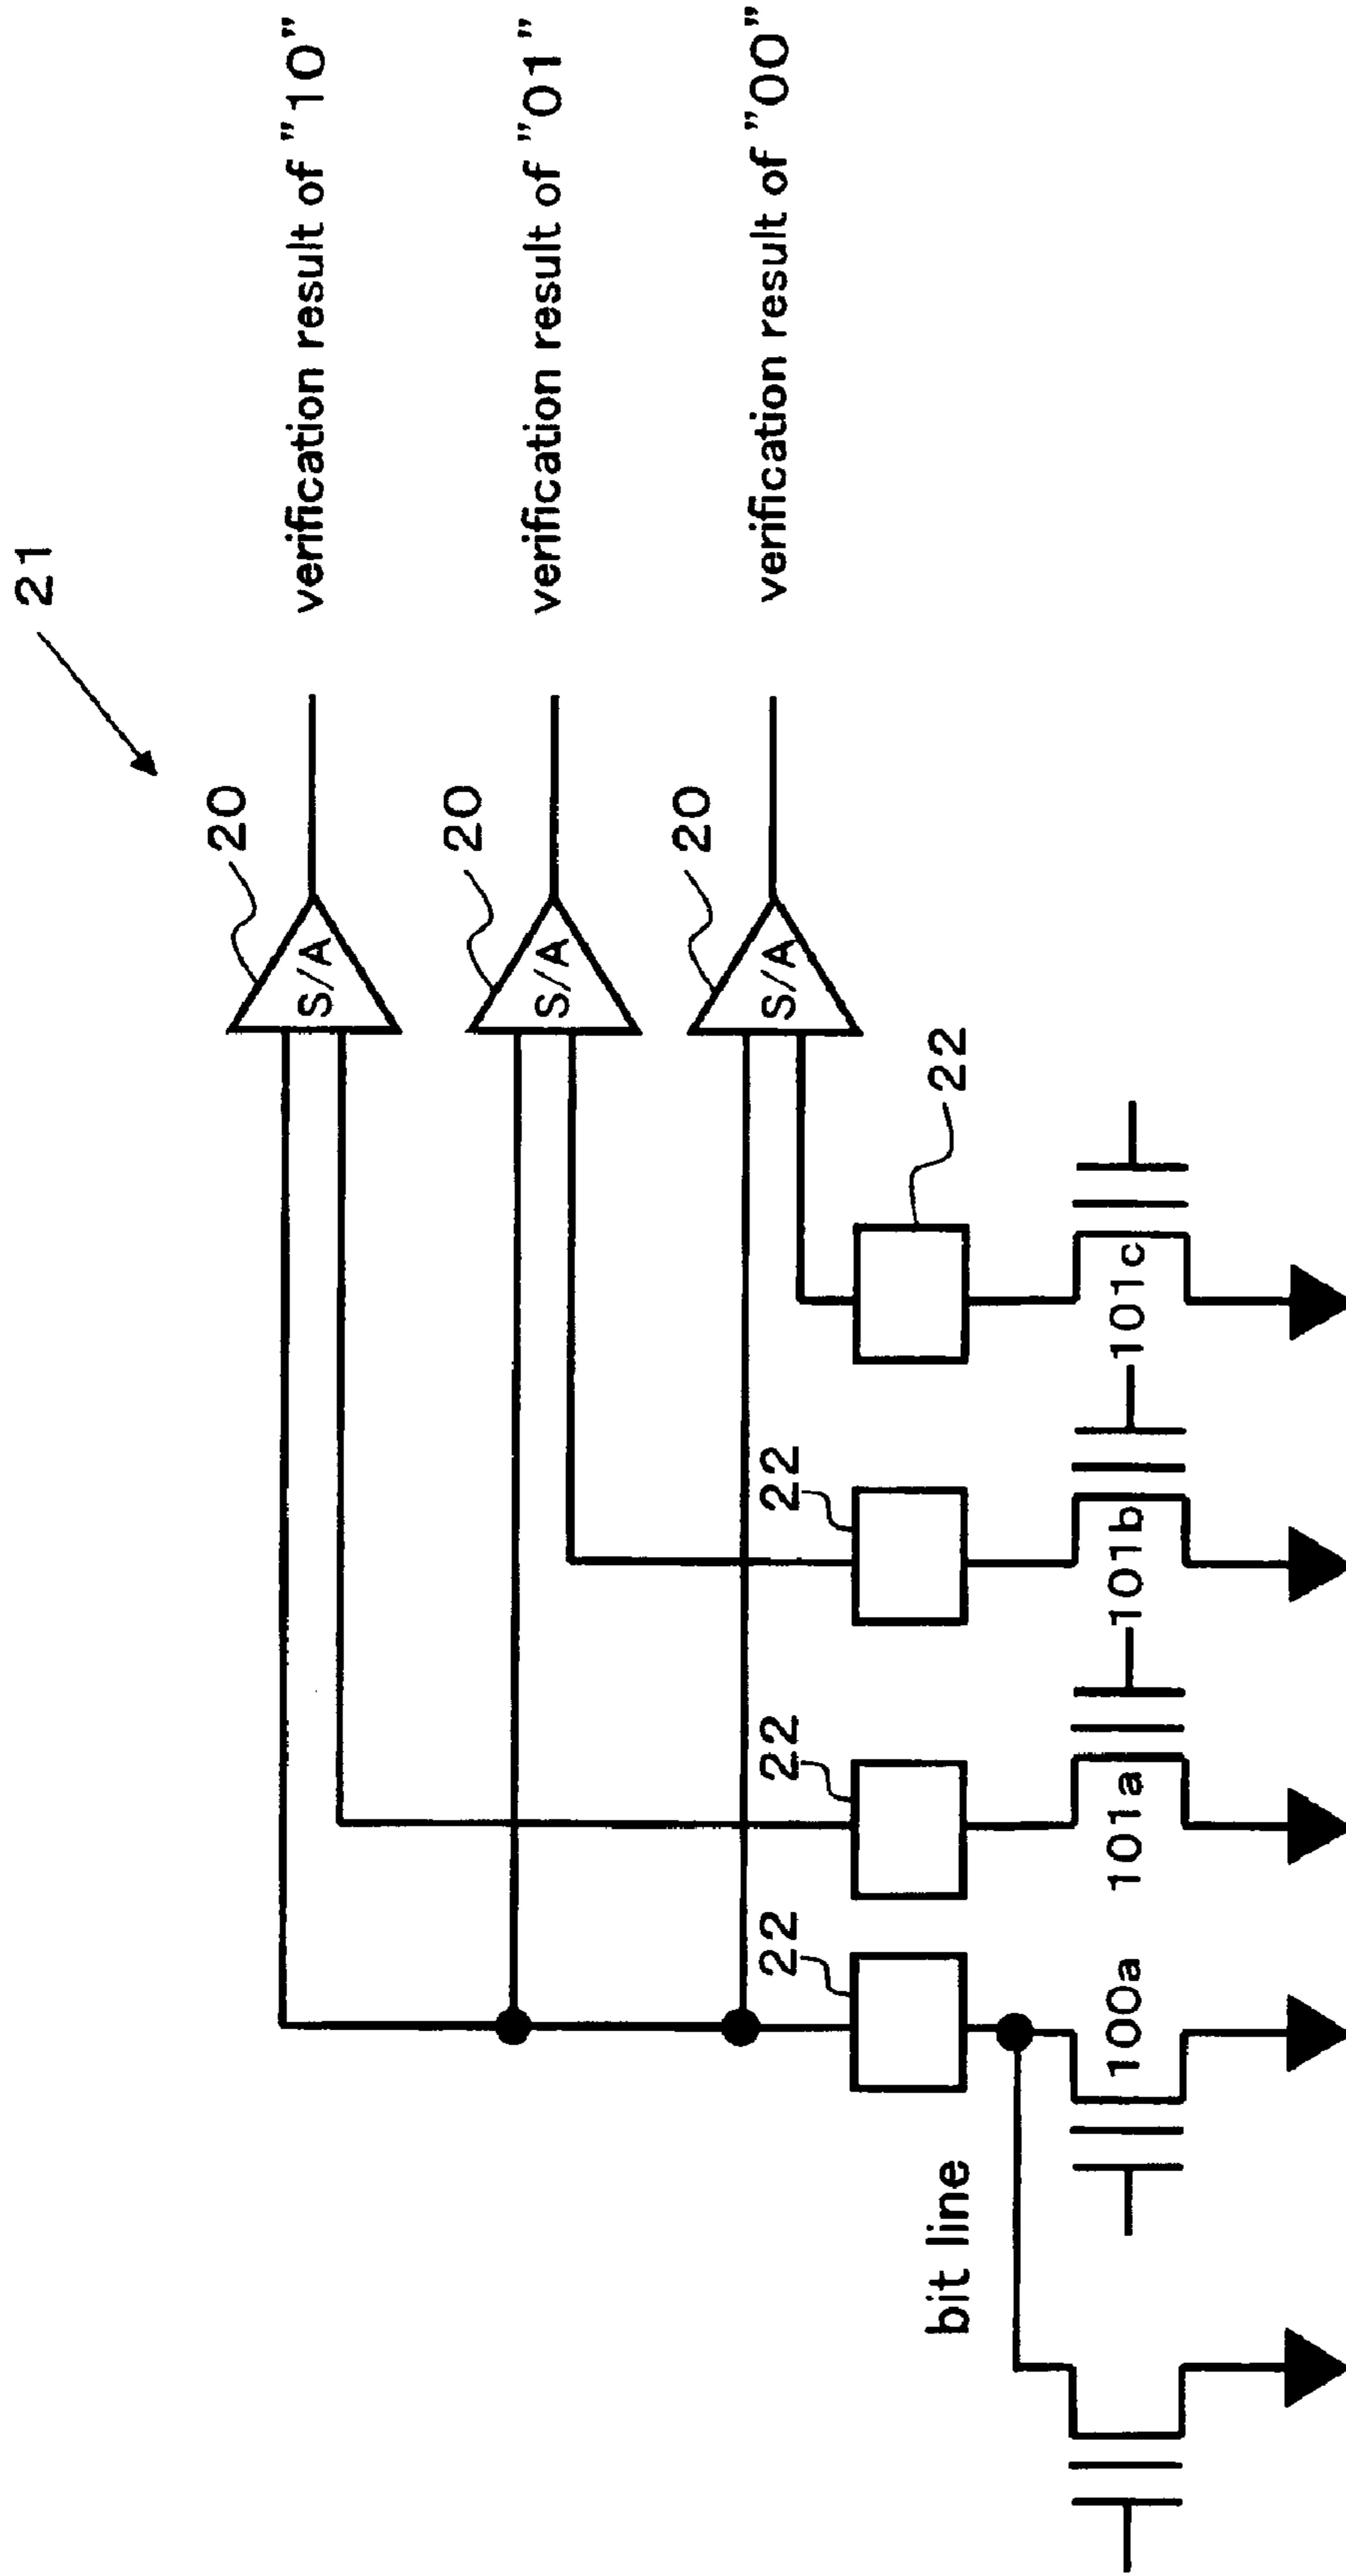 21
20
verification result of "10"
S/A
20
verification result of "01"
S/A
20
verification result of "00"
S/A
22
22
22
22
bit line
100a
101a
101b
101c